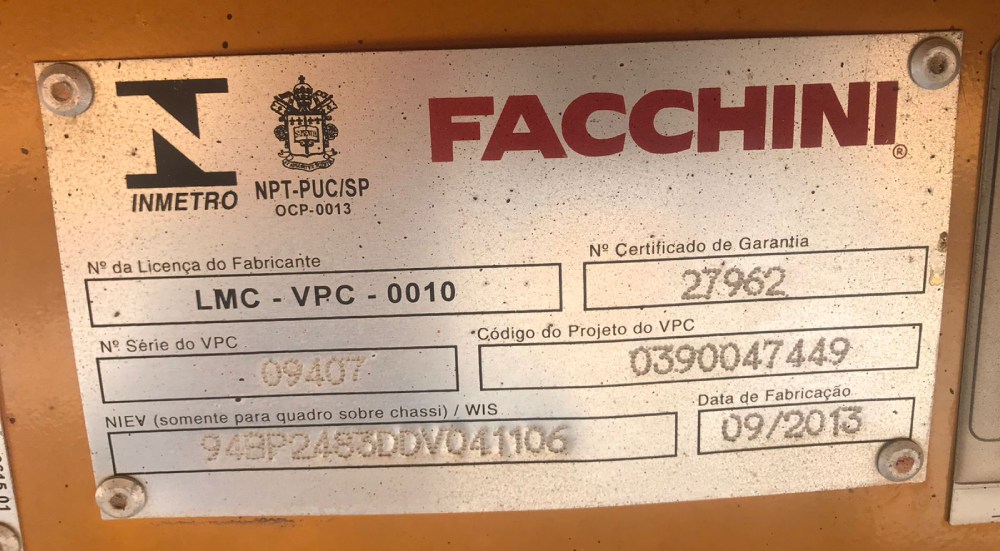 INMETRO
NPT-PUC/SP
OCP-0013
FACCHINI®
Nº da Licença do Fabricante
LMC - VPC - 0010
Nº Certificado de Garantia
27962
Nº Série do VPC
09407
Código do Projeto do VPC
0390047449
NIEV (somente para quadro sobre chassi) / WIS
94BP2483DDV041106
Data de Fabricação
09/2013